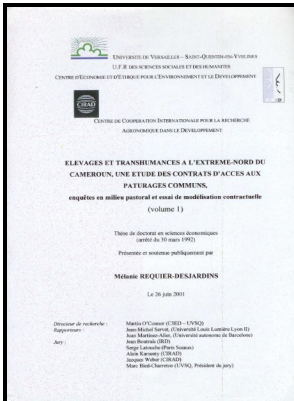 UNIVERSITE DE VERSAILLES – SAINT-QUENTIN-EN-YVELINES
U.F.R DES SCIENCES SOCIALES ET DES HUMANITES
CENTRE D'ECONOMIE ET D'ETHIQUE POUR L'ENVIRONNEMENT ET LE DEVELOPPEMENT
CIRAD
CENTRE DE COOPERATION INTERNATIONALE POUR LA RECHERCHE
AGRONOMIQUE DANS LE DEVELOPPEMENT
ELEVAGES ET TRANSHUMANCES A L'EXTREME-NORD DU
CAMEROUN, UNE ETUDE DES CONTRATS D'ACCES AUX
PATURAGES COMMUNS,
enquêtes en milieu pastoral et essai de modélisation contractuelle
(volume 1)
Thèse de doctorat en sciences économiques
(arrêté du 30 mars 1992)
Présentée et soutenue publiquement par
Mélanie REQUIER-DESJARDINS
Le 26 juin 2001
Directeur de recherche : Martin O'Connor (C3ED – UVSQ)
Rapporteurs : Jean-Michel Servet, (Université Louis Lumière Lyon II)
Joan Martinez-Alier, (Université autonome de Barcelone)
Jury : Jean Boutrais (IRD)
Serge Latouche (Paris Sceaux)
Alain Karsenty (CIRAD)
Jacques Weber (CIRAD)
Marc Bied-Charreton (UVSQ, Président du jury)